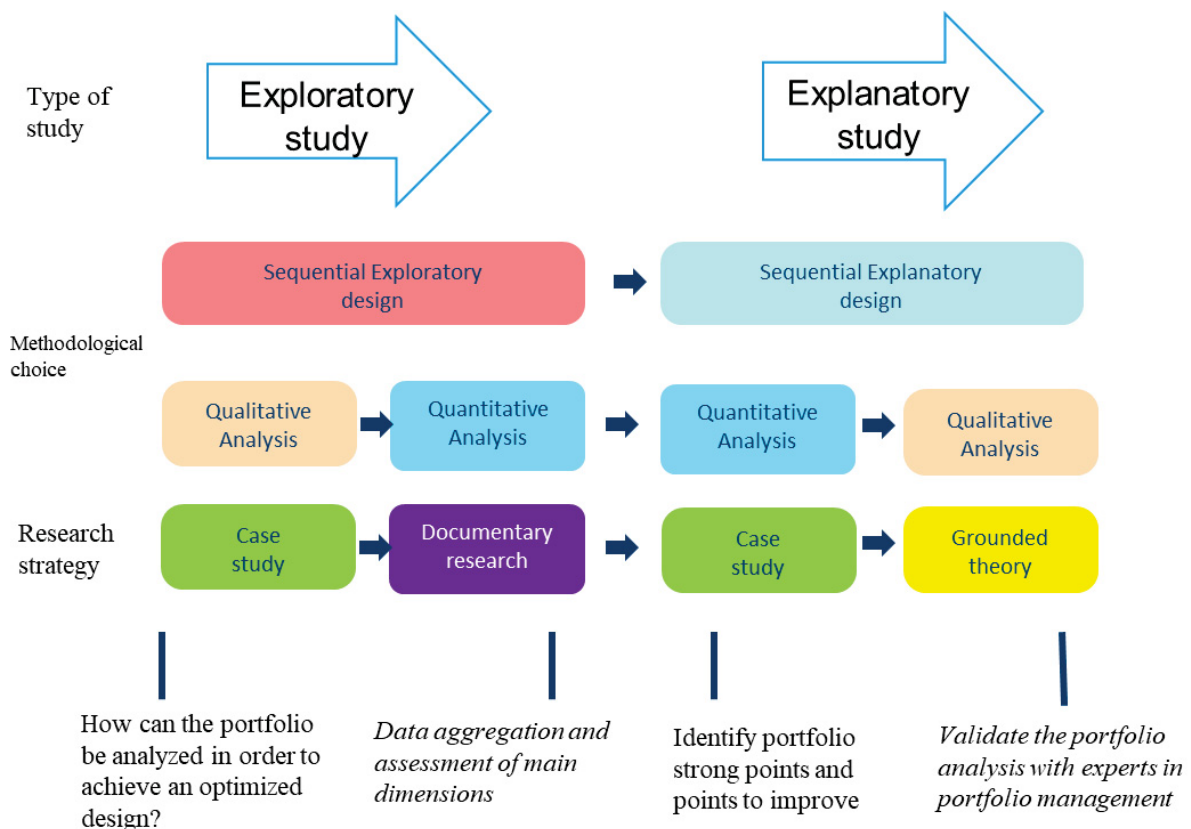 Type of
study
Exploratory
study
Explanatory
study
Sequential Exploratory
design
Sequential Explanatory
design
Methodological
choice
Qualitative
Analysis
Quantitative
Analysis
Quantitative
Analysis
Qualitative
Analysis
Research
strategy
Case
study
Documentary
research
Case
study
Grounded
theory
How can the portfolio
be analyzed in order to
achieve an optimized
design?
Data aggregation and
assessment of main
dimensions
Identify portfolio
strong points and
points to improve
Validate the portfolio
analysis with experts in
portfolio management